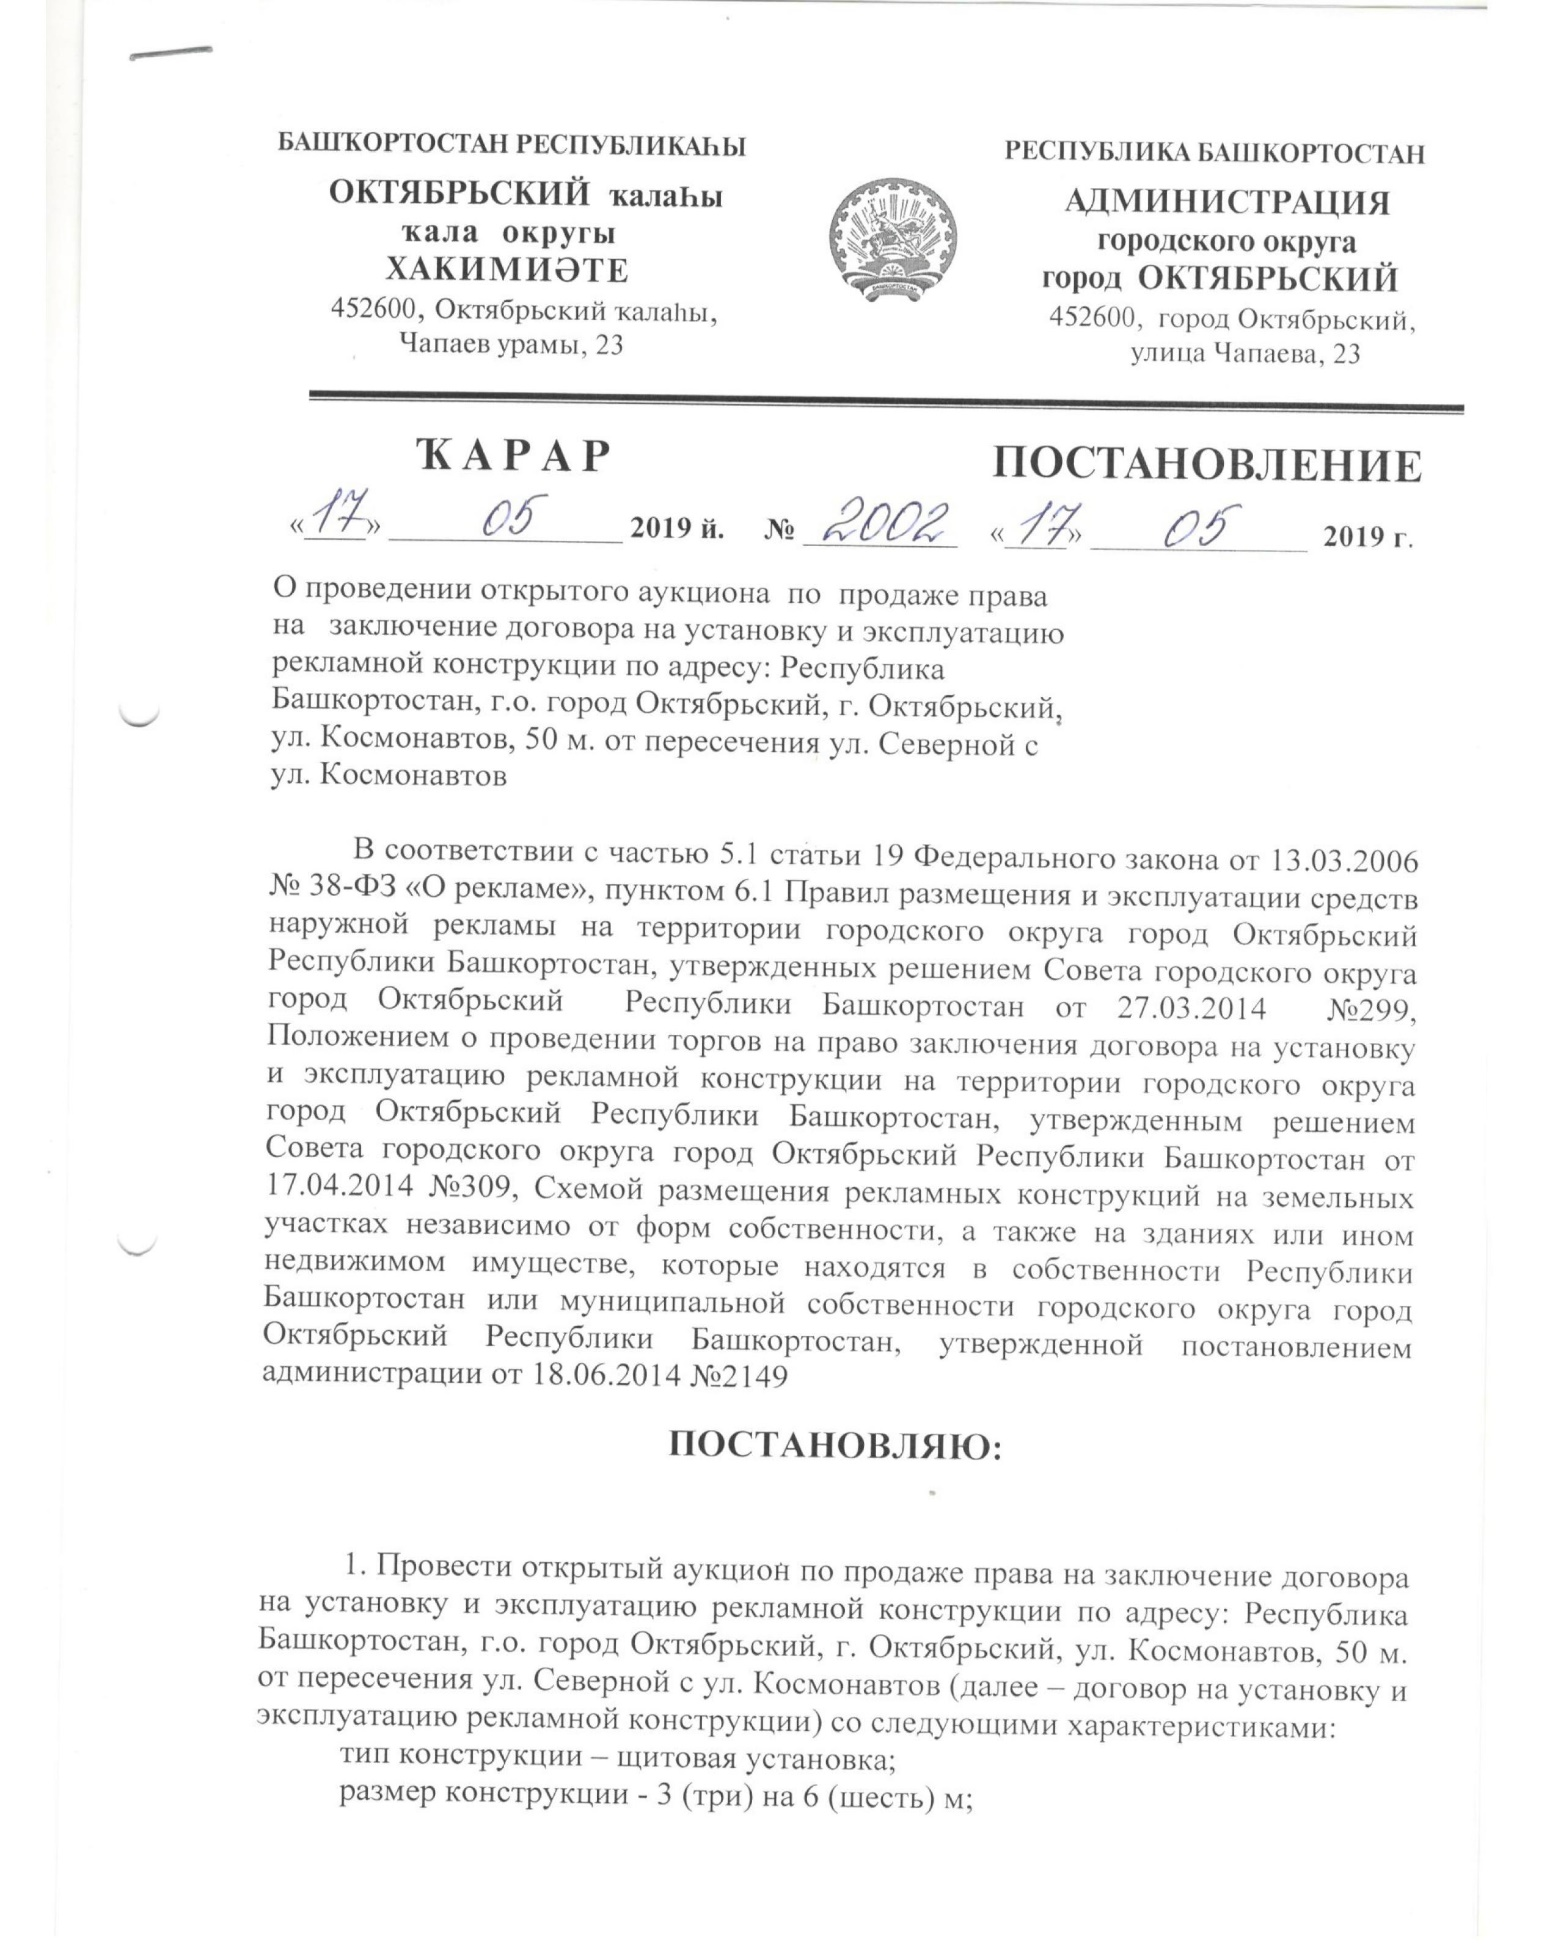 БАШҠОРТОСТАН РЕСПУБЛИКАҺЫ
ОКТЯБРЬСКИЙ ҡалаһы
ҡала округы
ХАКИМИӘТЕ
452600, Октябрьский ҡалаһы,
Чапаев урамы, 23
РЕСПУБЛИКА БАШКОРТОСТАН
АДМИНИСТРАЦИЯ
городского округа
город ОКТЯБРЬСКИЙ
452600, город Октябрьский,
улица Чапаева, 23
БАШКОРТОСТАН
ҠАРАР
ПОСТАНОВЛЕНИЕ
«17» 05 2019 й. № 2002 «17» 05 2019 г.
О проведении открытого аукциона по продаже права
на заключение договора на установку и эксплуатацию
рекламной конструкции по адресу: Республика
Башкортостан, г.о. город Октябрьский, г. Октябрьский,
ул. Космонавтов, 50 м. от пересечения ул. Северной с
ул. Космонавтов
В соответствии с частью 5.1 статьи 19 Федерального закона от 13.03.2006
№ 38-ФЗ «О рекламе», пунктом 6.1 Правил размещения и эксплуатации средств
наружной рекламы на территории городского округа город Октябрьский
Республики Башкортостан, утвержденных решением Совета городского округа
город Октябрьский Республики Башкортостан от 27.03.2014 №299,
Положением о проведении торгов на право заключения договора на установку
и эксплуатацию рекламной конструкции на территории городского округа
город Октябрьский Республики Башкортостан, утвержденным решением
Совета городского округа город Октябрьский Республики Башкортостан от
17.04.2014 №309, Схемой размещения рекламных конструкций на земельных
участках независимо от форм собственности, а также на зданиях или ином
недвижимом имуществе, которые находятся в собственности Республики
Башкортостан или муниципальной собственности городского округа город
Октябрьский Республики Башкортостан, утвержденной постановлением
администрации от 18.06.2014 №2149
ПОСТАНОВЛЯЮ:
1. Провести открытый аукцион по продаже права на заключение договора
на установку и эксплуатацию рекламной конструкции по адресу: Республика
Башкортостан, г.о. город Октябрьский, г. Октябрьский, ул. Космонавтов, 50 м.
от пересечения ул. Северной с ул. Космонавтов (далее – договор на установку и
эксплуатацию рекламной конструкции) со следующими характеристиками:
тип конструкции – щитовая установка;
размер конструкции - 3 (три) на 6 (шесть) м;